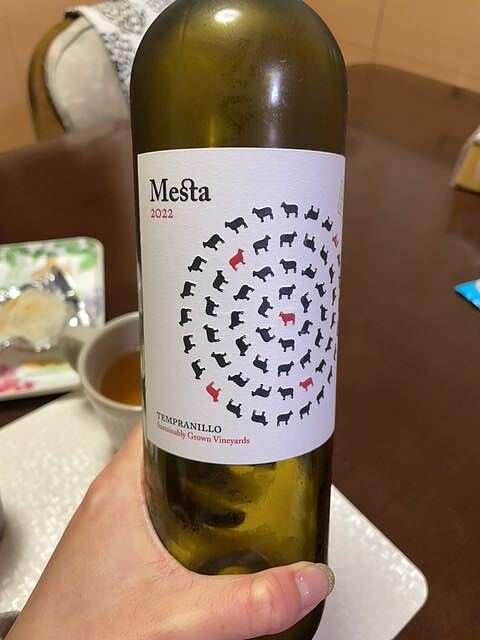 Mesta
2022
TEMPRANILLO
Sustainably Grown Vineyards